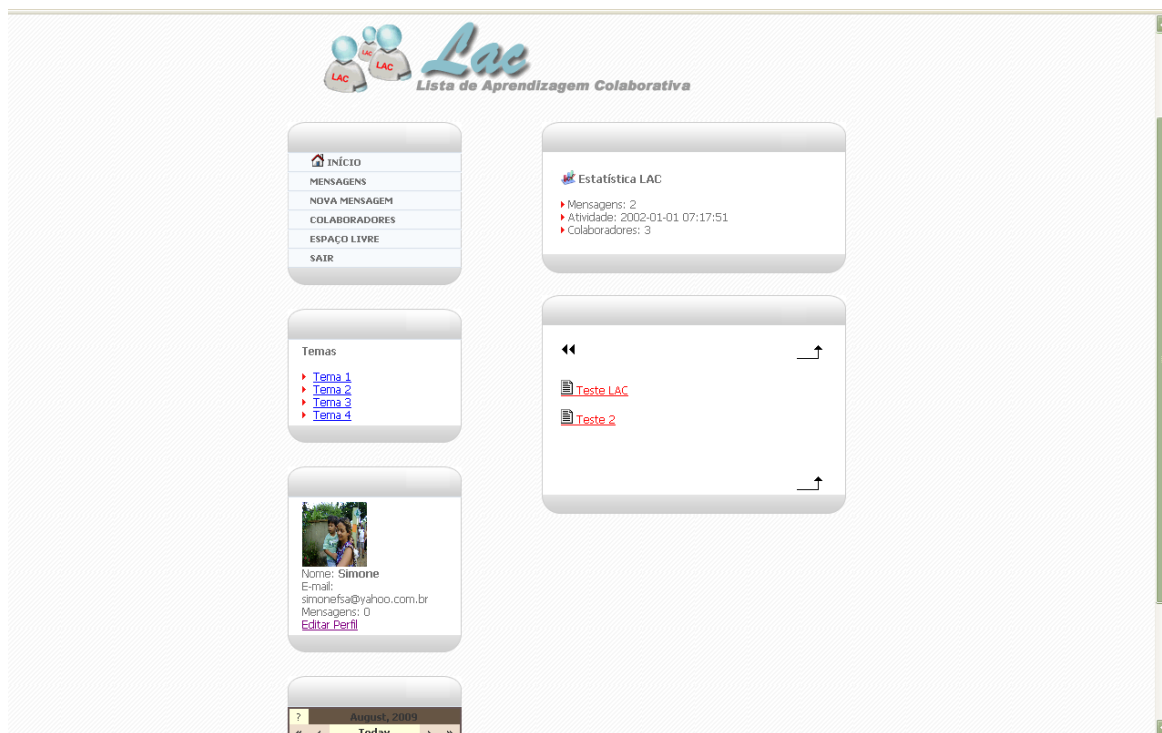 LAC
LAC
LAC
Lac
Lista de Aprendizagem Colaborativa
INÍCIO
MENSAGENS
NOVA MENSAGEM
COLABORADORES
ESPAÇO LIVRE
SAIR
Temas
Tema 1
Tema 2
Tema 3
Tema 4
Nome: Simone
E-mail:
simonefsa@yahoo.com.br
Mensagens: 0
Editar Perfil
? August, 2009
« ‹ Today › »
Estatística LAC
Mensagens: 2
Atividade: 2002-01-01 07:17:51
Colaboradores: 3
Teste LAC
Teste 2